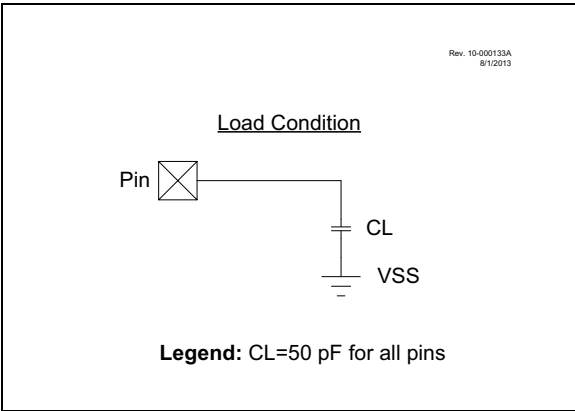 Rev. 10-000133A
8/1/2013
Load Condition
Pin
CL
VSS
Legend: CL=50 pF for all pins